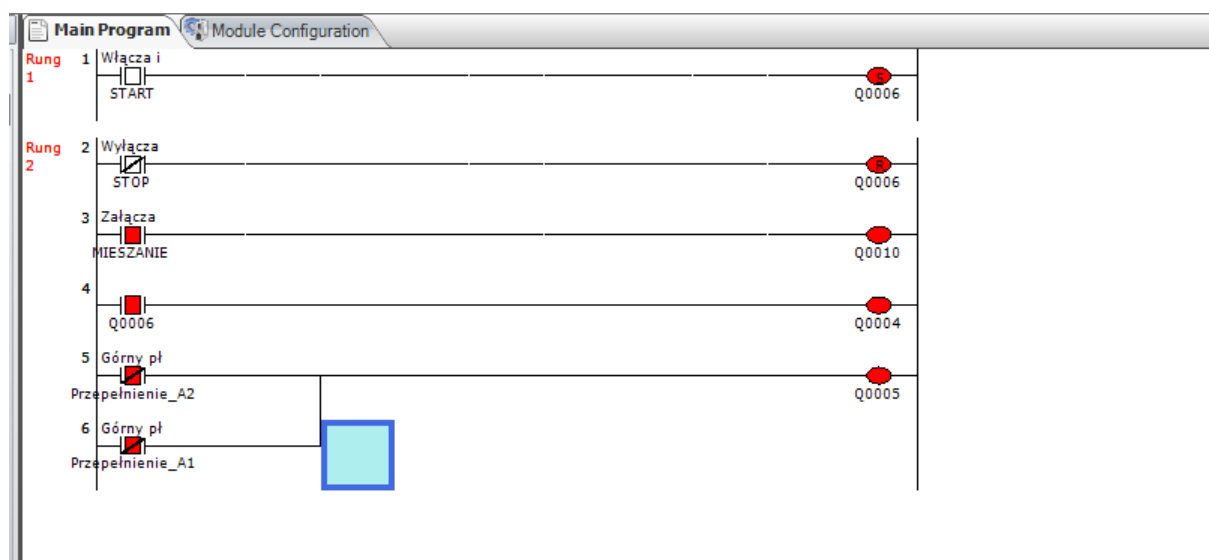 Main Program Module Configuration
Rung 1 Włącza i
1
START Q0006
S
Rung 2 Wyłącza
2
STOP Q0006
R
3 Załącza
MIESZANIE Q0010
4
Q0006 Q0004
5 Górny pł
Przepełnienie_A2 Q0005
6 Górny pł
Przepełnienie_A1